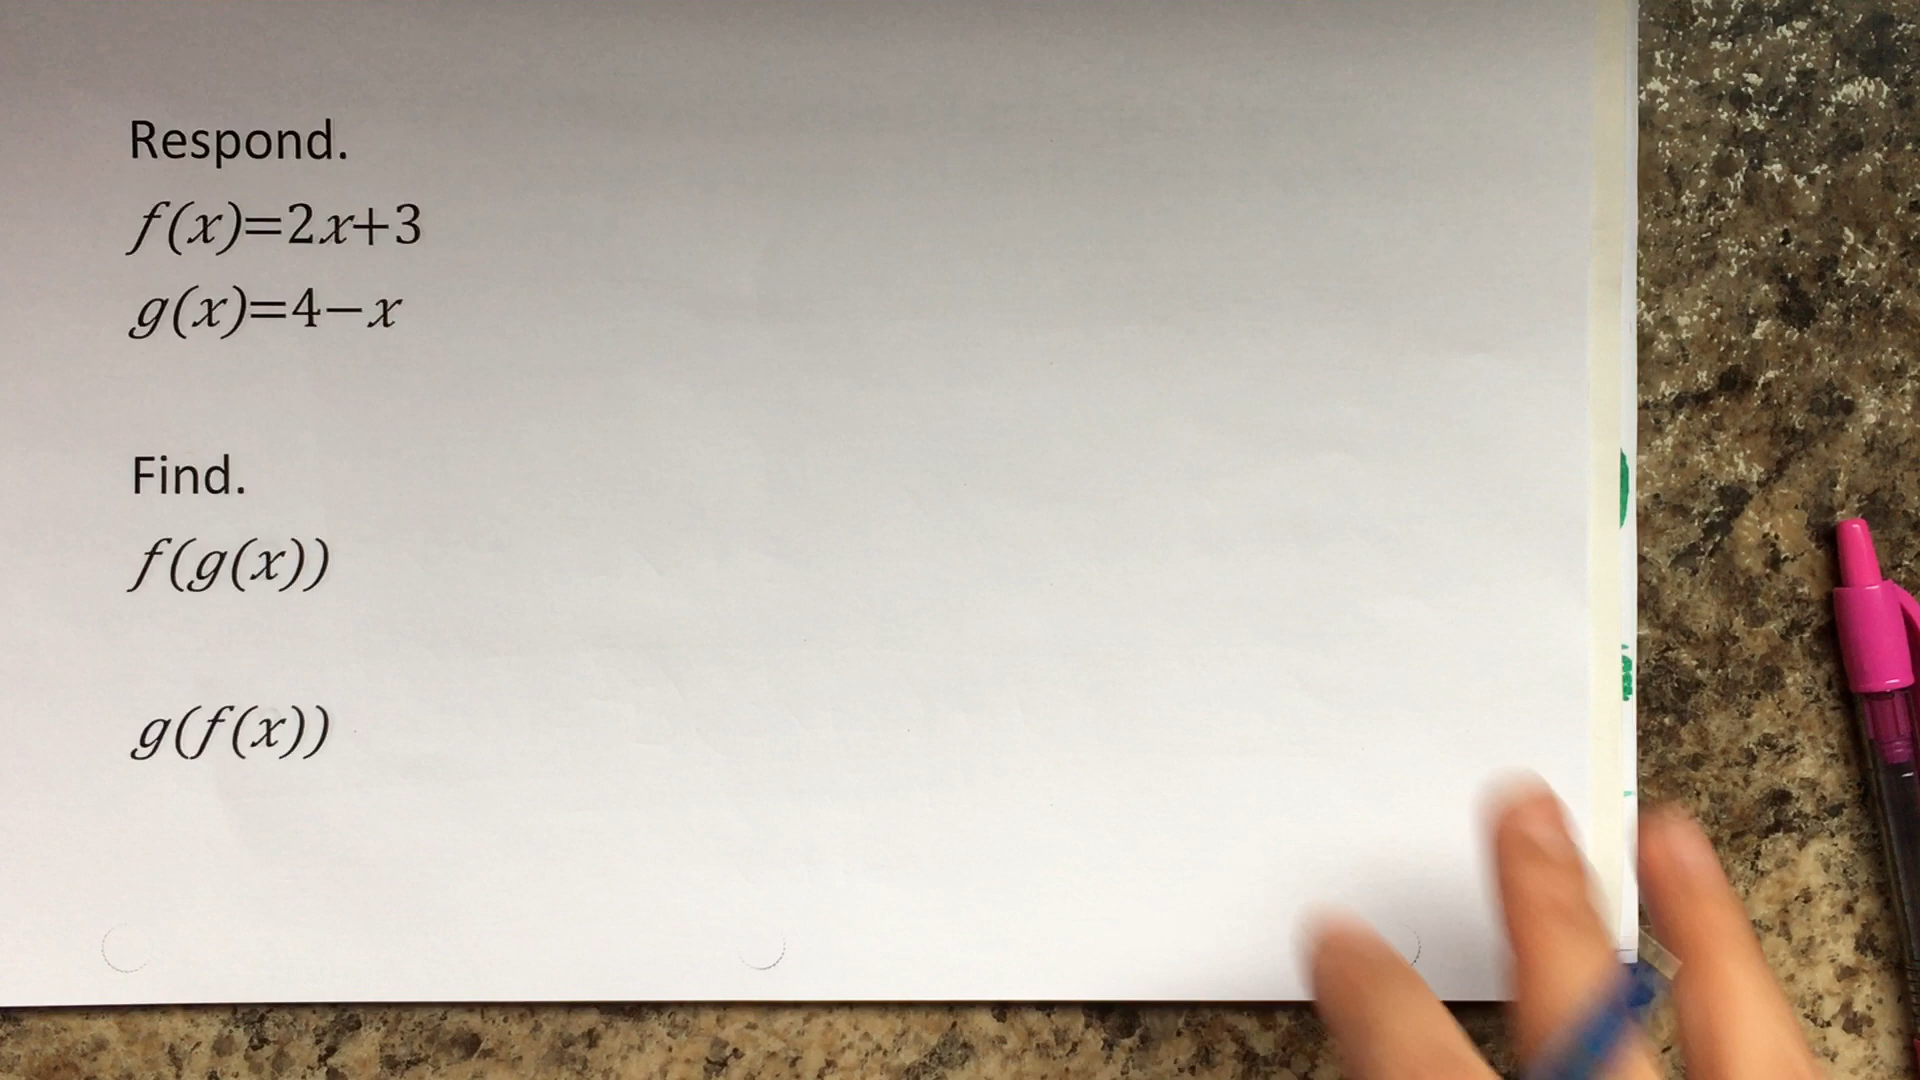 Respond.
f(x)=2x+3
g(x)=4−x
Find.
f(g(x))
g(f(x))